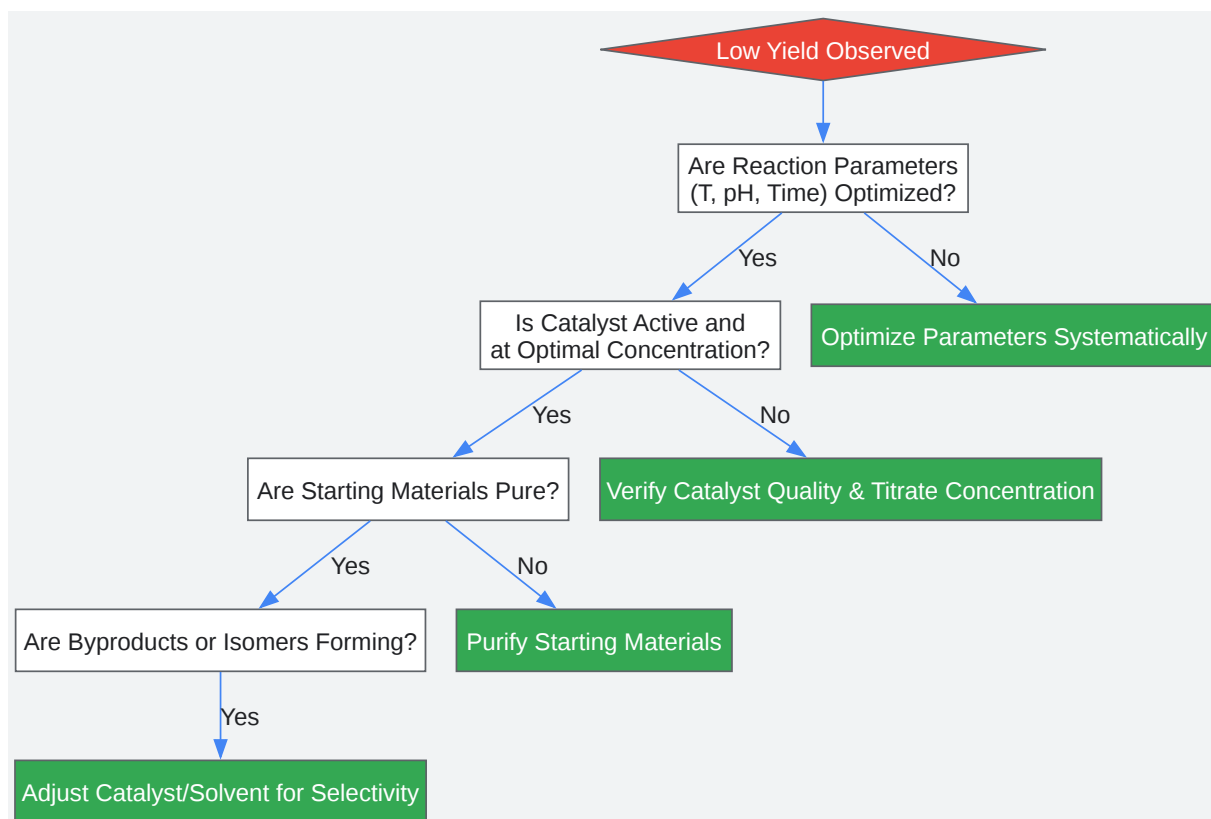 Low Yield Observed
Are Reaction Parameters
(T, pH, Time) Optimized?
Yes
No
Is Catalyst Active and
at Optimal Concentration?
Optimize Parameters Systematically
Yes
No
Are Starting Materials Pure?
Verify Catalyst Quality & Titrate Concentration
Yes
No
Are Byproducts or Isomers Forming?
Purify Starting Materials
Yes
Adjust Catalyst/Solvent for Selectivity